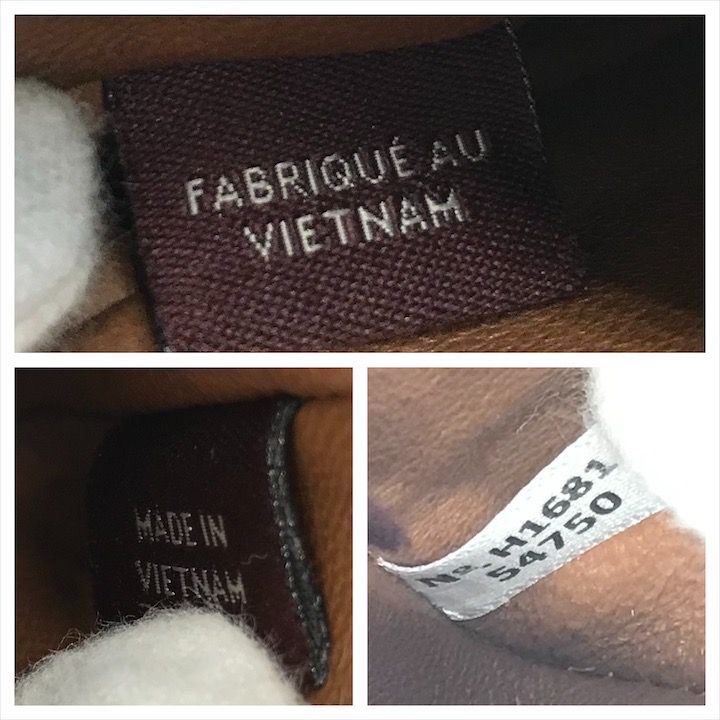 FABRIQUÉ AU
VIETNAM
MADE IN
VIETNAM
No. H1681
54750